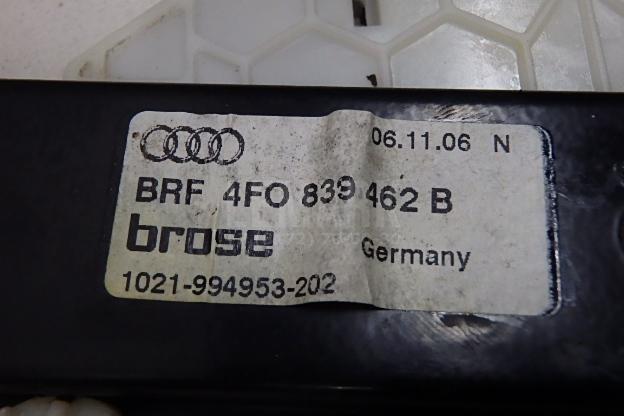 06.11.06 N
BRF 4FO 839 462 B
brose
Germany
1021-994953-202